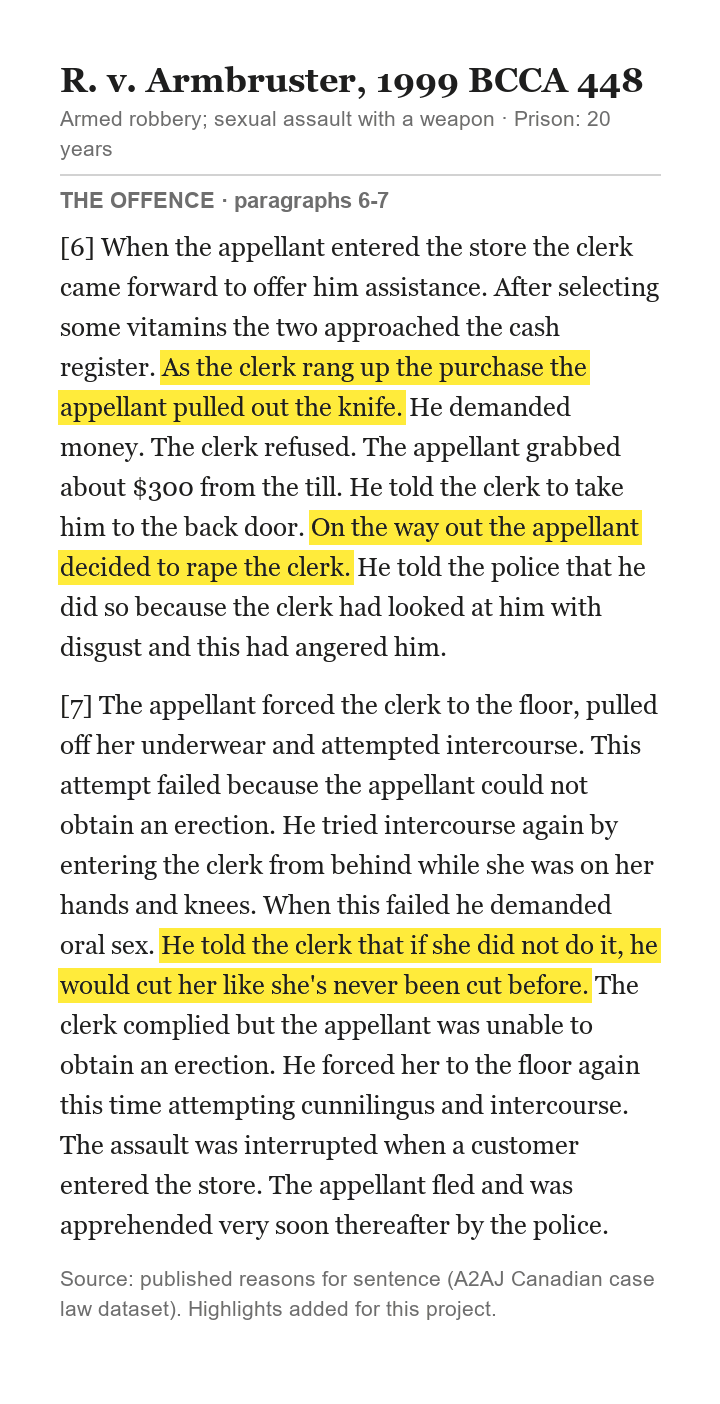 R. v. Armbruster, 1999 BCCA 448
Armed robbery; sexual assault with a weapon · Prison: 20
years
THE OFFENCE · paragraphs 6-7
[6] When the appellant entered the store the clerk
came forward to offer him assistance. After selecting
some vitamins the two approached the cash
register. As the clerk rang up the purchase the
appellant pulled out the knife. He demanded
money. The clerk refused. The appellant grabbed
about $300 from the till. He told the clerk to take
him to the back door. On the way out the appellant
decided to rape the clerk. He told the police that he
did so because the clerk had looked at him with
disgust and this had angered him.
[7] The appellant forced the clerk to the floor, pulled
off her underwear and attempted intercourse. This
attempt failed because the appellant could not
obtain an erection. He tried intercourse again by
entering the clerk from behind while she was on her
hands and knees. When this failed he demanded
oral sex. He told the clerk that if she did not do it, he
would cut her like she's never been cut before. The
clerk complied but the appellant was unable to
obtain an erection. He forced her to the floor again
this time attempting cunnilingus and intercourse.
The assault was interrupted when a customer
entered the store. The appellant fled and was
apprehended very soon thereafter by the police.
Source: published reasons for sentence (A2AJ Canadian case
law dataset). Highlights added for this project.